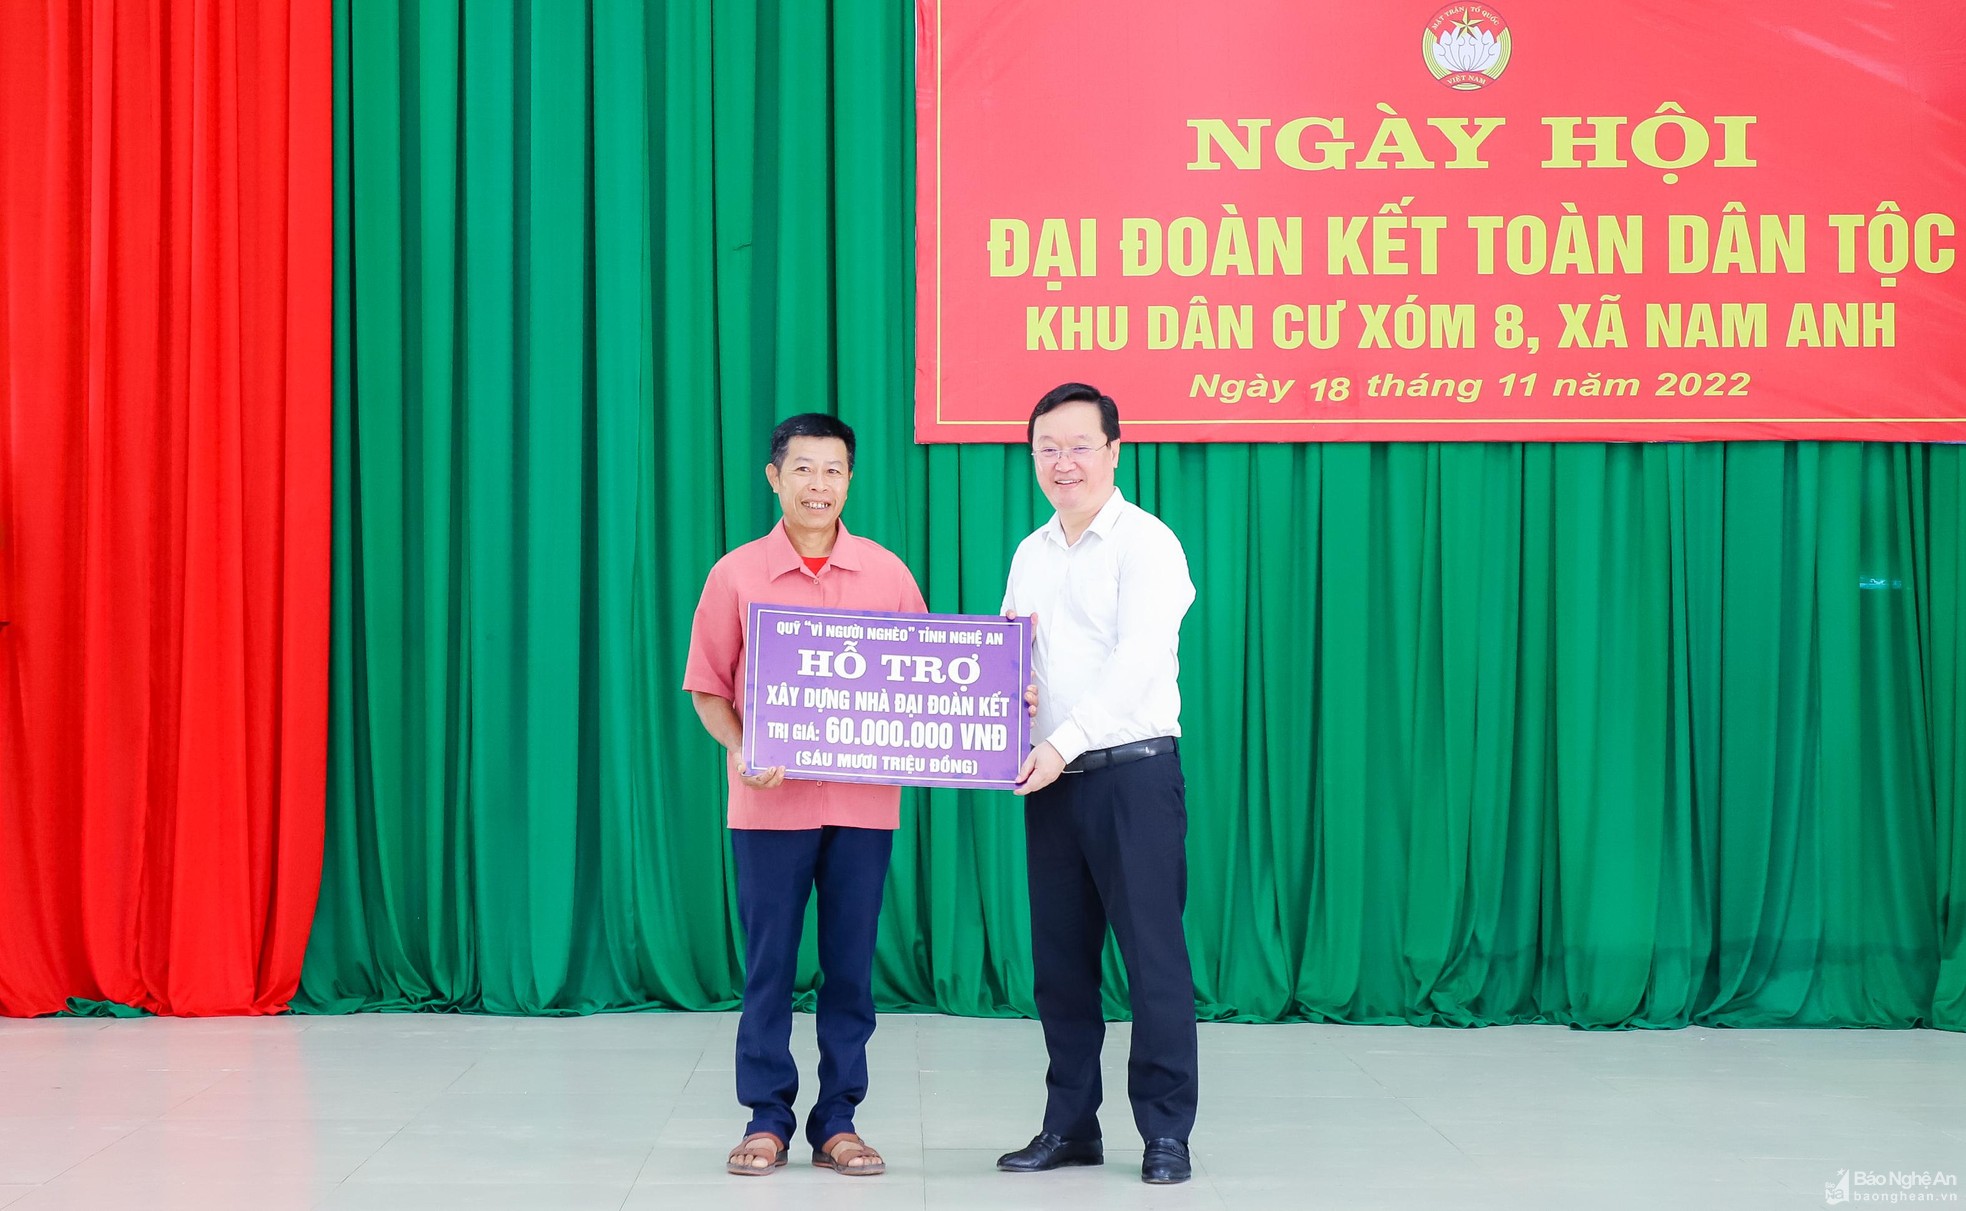 MẶT TRẬN TỔ QUỐC
VIỆT NAM
NGÀY HỘI
ĐẠI ĐOÀN KẾT TOÀN DÂN TỘC
KHU DÂN CƯ XÓM 8, XÃ NAM ANH
Ngày 18 tháng 11 năm 2022
QUỸ "VÌ NGƯỜI NGHÈO" TỈNH NGHỆ AN
HỖ TRỢ
XÂY DỰNG NHÀ ĐẠI ĐOÀN KẾT
TRỊ GIÁ: 60.000.000 VNĐ
(SÁU MƯƠI TRIỆU ĐỒNG)
Báo Nghệ An
baonghean.vn